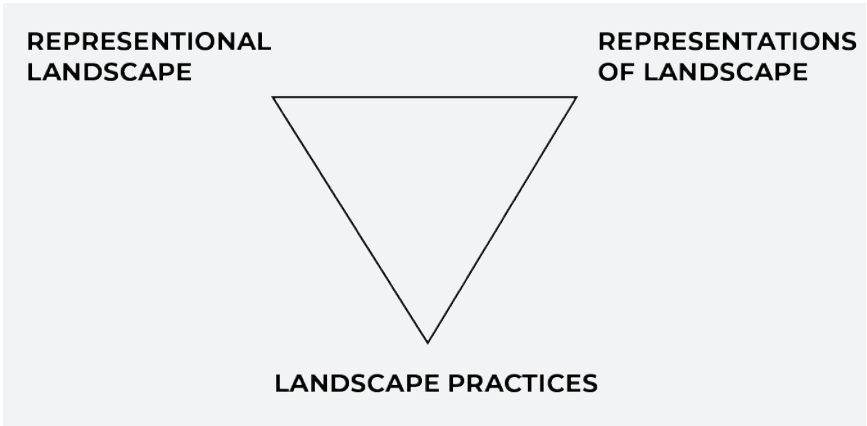 REPRESENTIONAL
LANDSCAPE
REPRESENTATIONS
OF LANDSCAPE
LANDSCAPE PRACTICES